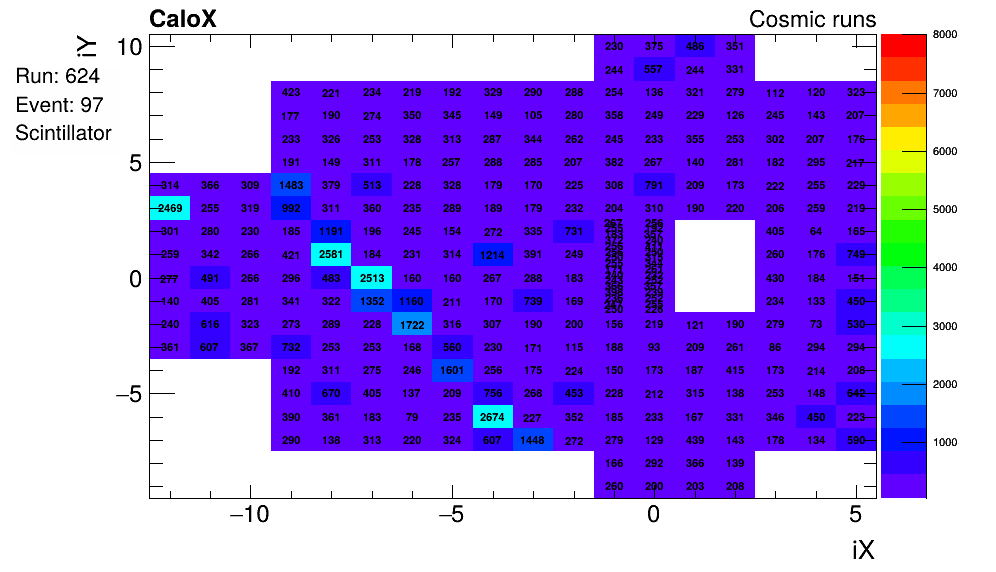 CaloX Cosmic runs
iY
Run: 624
Event: 97
Scintillator
10 230 375 486 351 8000
244 557 244 331
423 221 234 219 192 329 290 288 254 136 321 279 112 120 323
177 190 274 350 345 149 105 280 358 249 229 126 245 143 207 7000
233 326 253 328 313 287 344 262 245 233 355 253 302 207 176
5 191 149 311 178 257 288 285 207 382 267 140 281 182 295 217 6000
314 366 309 1483 379 513 228 328 179 170 225 308 791 209 173 222 255 229
2469 255 319 992 311 360 235 289 189 179 232 204 310 190 220 206 259 219 5000
301 280 230 185 1191 196 245 154 272 335 731 405 64 165
259 342 266 421 2581 184 231 314 1214 391 249 260 176 749 4000
0 277 491 266 296 483 2513 160 160 267 288 183 430 184 151
140 405 281 341 322 1352 1160 211 170 739 169 234 133 450
240 616 323 273 289 226 1722 316 307 190 200 156 219 121 190 279 73 530 3000
361 607 367 732 253 253 168 560 230 171 115 188 93 209 261 86 294 294
192 311 275 246 1601 256 175 224 150 173 187 415 173 214 206 2000
−5 410 670 405 137 209 756 268 453 228 212 315 138 253 148 642
390 361 183 79 235 2674 227 352 185 233 167 331 346 450 223
290 138 313 220 324 607 1448 272 279 129 439 143 178 134 590 1000
166 292 366 139
260 200 203 208
−10 −5 0 5
iX